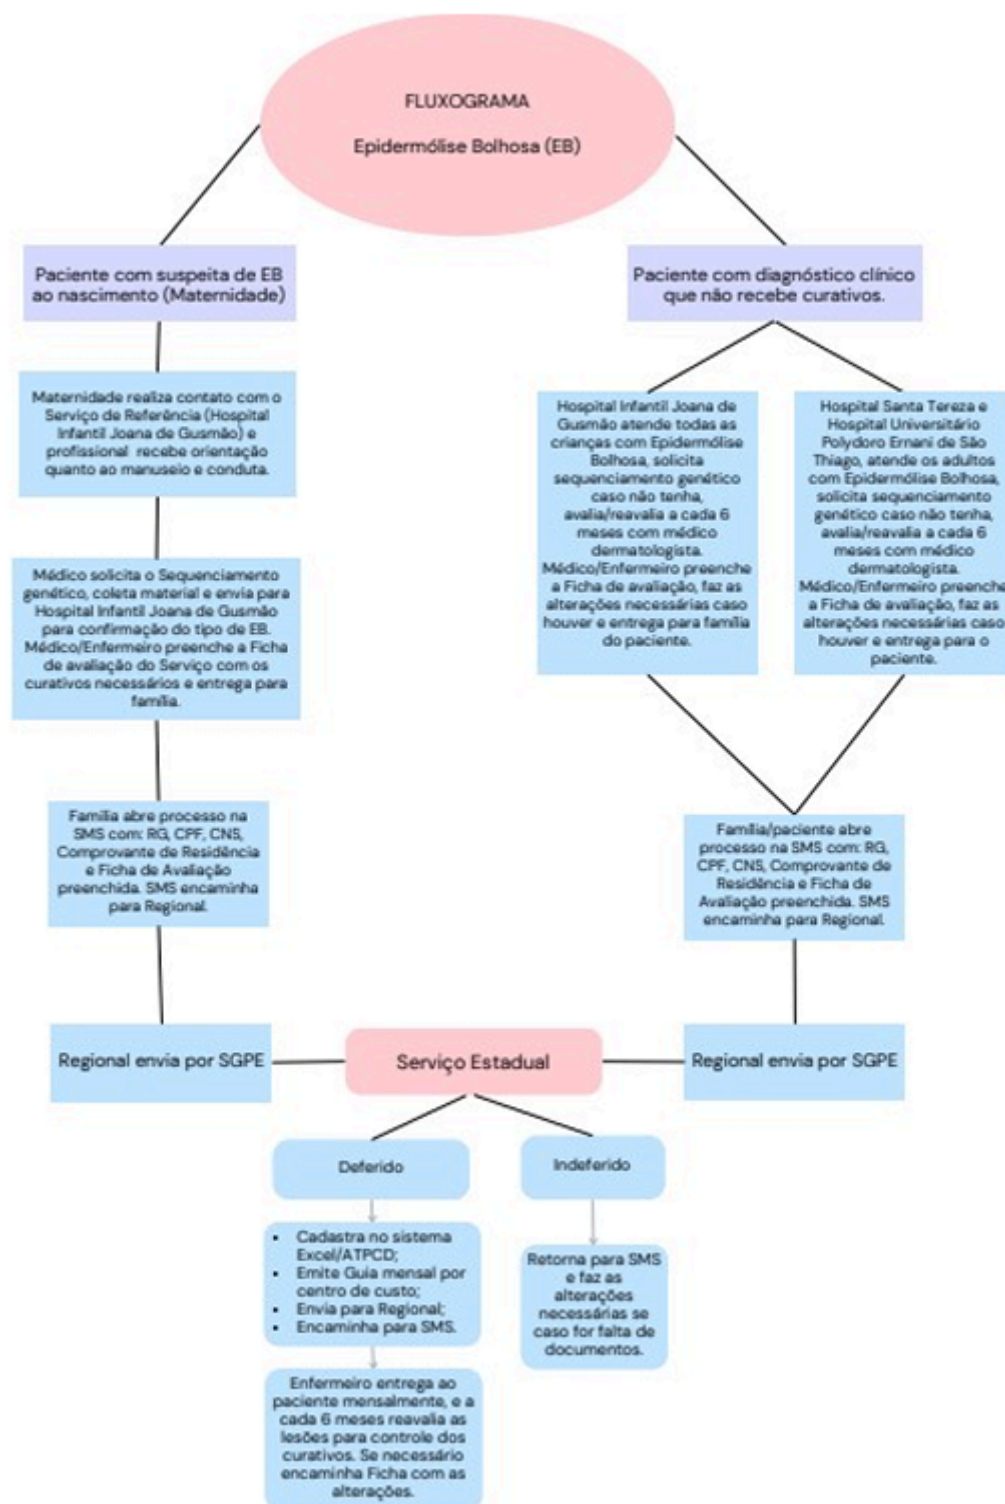 FLUXOGRAMA
Epidermólise Bolhosa (EB)
Paciente com suspeita de EB
ao nascimento (Maternidade)
Paciente com diagnóstico clínico
que não recebe curativos.
Maternidade realiza contato com o
Serviço de Referência (Hospital
Infantil Joana de Gusmão) e
profissional recebe orientação
quanto ao manuseio e conduta.
Hospital Infantil Joana de
Gusmão atende todas as
crianças com Epidermólise
Bolhosa, solicita
sequenciamento genético
caso não tenha,
avalia/reavalia a cada 6
meses com médico
dermatologista.
Médico/Enfermeiro preenche
a Ficha de avaliação, faz as
alterações necessárias caso
houver e entrega para família
do paciente.
Hospital Santa Tereza e
Hospital Universitário
Polydoro Ernani de São
Thiago, atende os adultos
com Epidermólise Bolhosa,
solicita sequenciamento
genético caso não tenha,
avalia/reavalia a cada 6
meses com médico
dermatologista.
Médico/Enfermeiro preenche
a Ficha de avaliação, faz as
alterações necessárias caso
houver e entrega para o
paciente.
Médico solicita o Sequenciamento
genético, coleta material e envia para
Hospital Infantil Joana de Gusmão
para confirmação do tipo de EB.
Médico/Enfermeiro preenche a Ficha
de avaliação do Serviço com os
curativos necessários e entrega para
família.
Família abre processo na
SMS com: RG, CPF, CNS,
Comprovante de Residência
e Ficha de Avaliação
preenchida. SMS encaminha
para Regional.
Família/paciente abre
processo na SMS com: RG,
CPF, CNS, Comprovante de
Residência e Ficha de
Avaliação preenchida. SMS
encaminha para Regional.
Regional envia por SGPE
Serviço Estadual
Regional envia por SGPE
Deferido
Indeferido
• Cadastra no sistema
Excel/ATPCD;
• Emite Guia mensal por
centro de custo;
• Envia para Regional;
• Encaminha para SMS.
Retorna para SMS
e faz as
alterações
necessárias se
caso for falta de
documentos.
Enfermeiro entrega ao
paciente mensalmente, e a
cada 6 meses reavalia as
lesões para controle dos
curativos. Se necessário
encaminha Ficha com as
alterações.